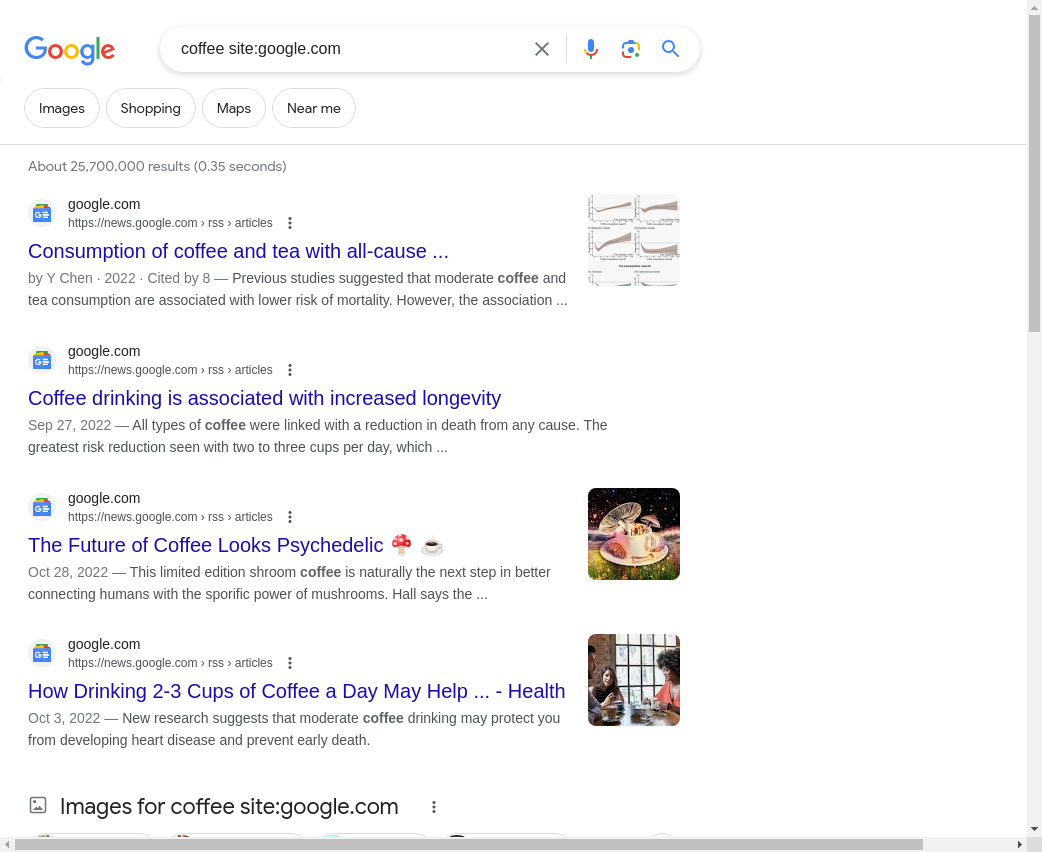 Google
coffee site:google.com
Images
Shopping
Maps
Near me
About 25,700,000 results (0.35 seconds)
google.com
https://news.google.com › rss › articles
Consumption of coffee and tea with all-cause ...
by Y Chen · 2022 · Cited by 8 — Previous studies suggested that moderate coffee and
tea consumption are associated with lower risk of mortality. However, the association ...
google.com
https://news.google.com › rss › articles
Coffee drinking is associated with increased longevity
Sep 27, 2022 — All types of coffee were linked with a reduction in death from any cause. The
greatest risk reduction seen with two to three cups per day, which ...
google.com
https://news.google.com › rss › articles
The Future of Coffee Looks Psychedelic 🍄 ☕
Oct 28, 2022 — This limited edition shroom coffee is naturally the next step in better
connecting humans with the sporific power of mushrooms. Hall says the ...
google.com
https://news.google.com › rss › articles
How Drinking 2-3 Cups of Coffee a Day May Help ... - Health
Oct 3, 2022 — New research suggests that moderate coffee drinking may protect you
from developing heart disease and prevent early death.
Images for coffee site:google.com